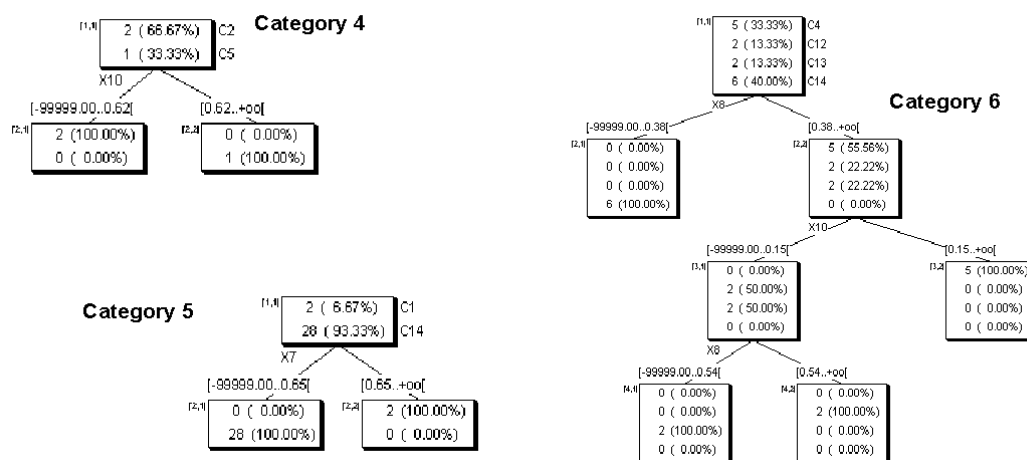 Category 4
[1,1] 2 ( 66.67%) C2
1 ( 33.33%) C5
X10
[-99999.00..0.62[ [0.62..+oo[
[2,1] 2 (100.00%)
0 ( 0.00%)
[2,2] 0 ( 0.00%)
1 (100.00%)
Category 5
[1,1] 2 ( 6.67%) C1
28 ( 93.33%) C14
X7
[-99999.00..0.65[ [0.65..+oo[
[2,1] 0 ( 0.00%)
28 (100.00%)
[2,2] 2 (100.00%)
0 ( 0.00%)
Category 6
[1,1] 5 ( 33.33%) C4
2 ( 13.33%) C12
2 ( 13.33%) C13
6 ( 40.00%) C14
X8
[-99999.00..0.38[ [0.38..+oo[
[2,1] 0 ( 0.00%)
0 ( 0.00%)
0 ( 0.00%)
6 (100.00%)
[2,2] 5 ( 55.56%)
2 ( 22.22%)
2 ( 22.22%)
0 ( 0.00%)
X10
[-99999.00..0.15[ [0.15..+oo[
[3,1] 0 ( 0.00%)
2 ( 50.00%)
2 ( 50.00%)
0 ( 0.00%)
[3,2] 5 (100.00%)
0 ( 0.00%)
0 ( 0.00%)
0 ( 0.00%)
X8
[-99999.00..0.54[ [0.54..+oo[
[4,1] 0 ( 0.00%)
0 ( 0.00%)
2 (100.00%)
0 ( 0.00%)
[4,2] 0 ( 0.00%)
2 (100.00%)
0 ( 0.00%)
0 ( 0.00%)